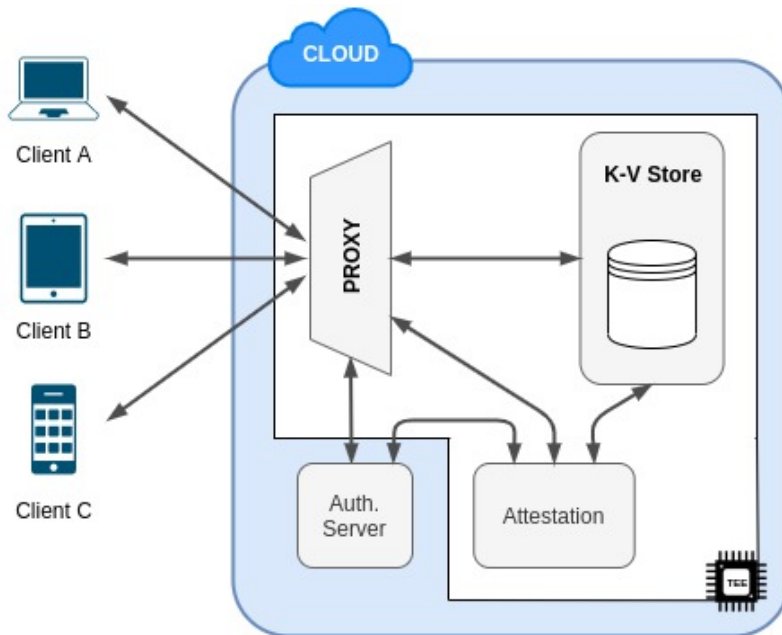 CLOUD
Client A
PROXY
K-V Store
Client B
Client C
Auth.
Server
Attestation
TEE